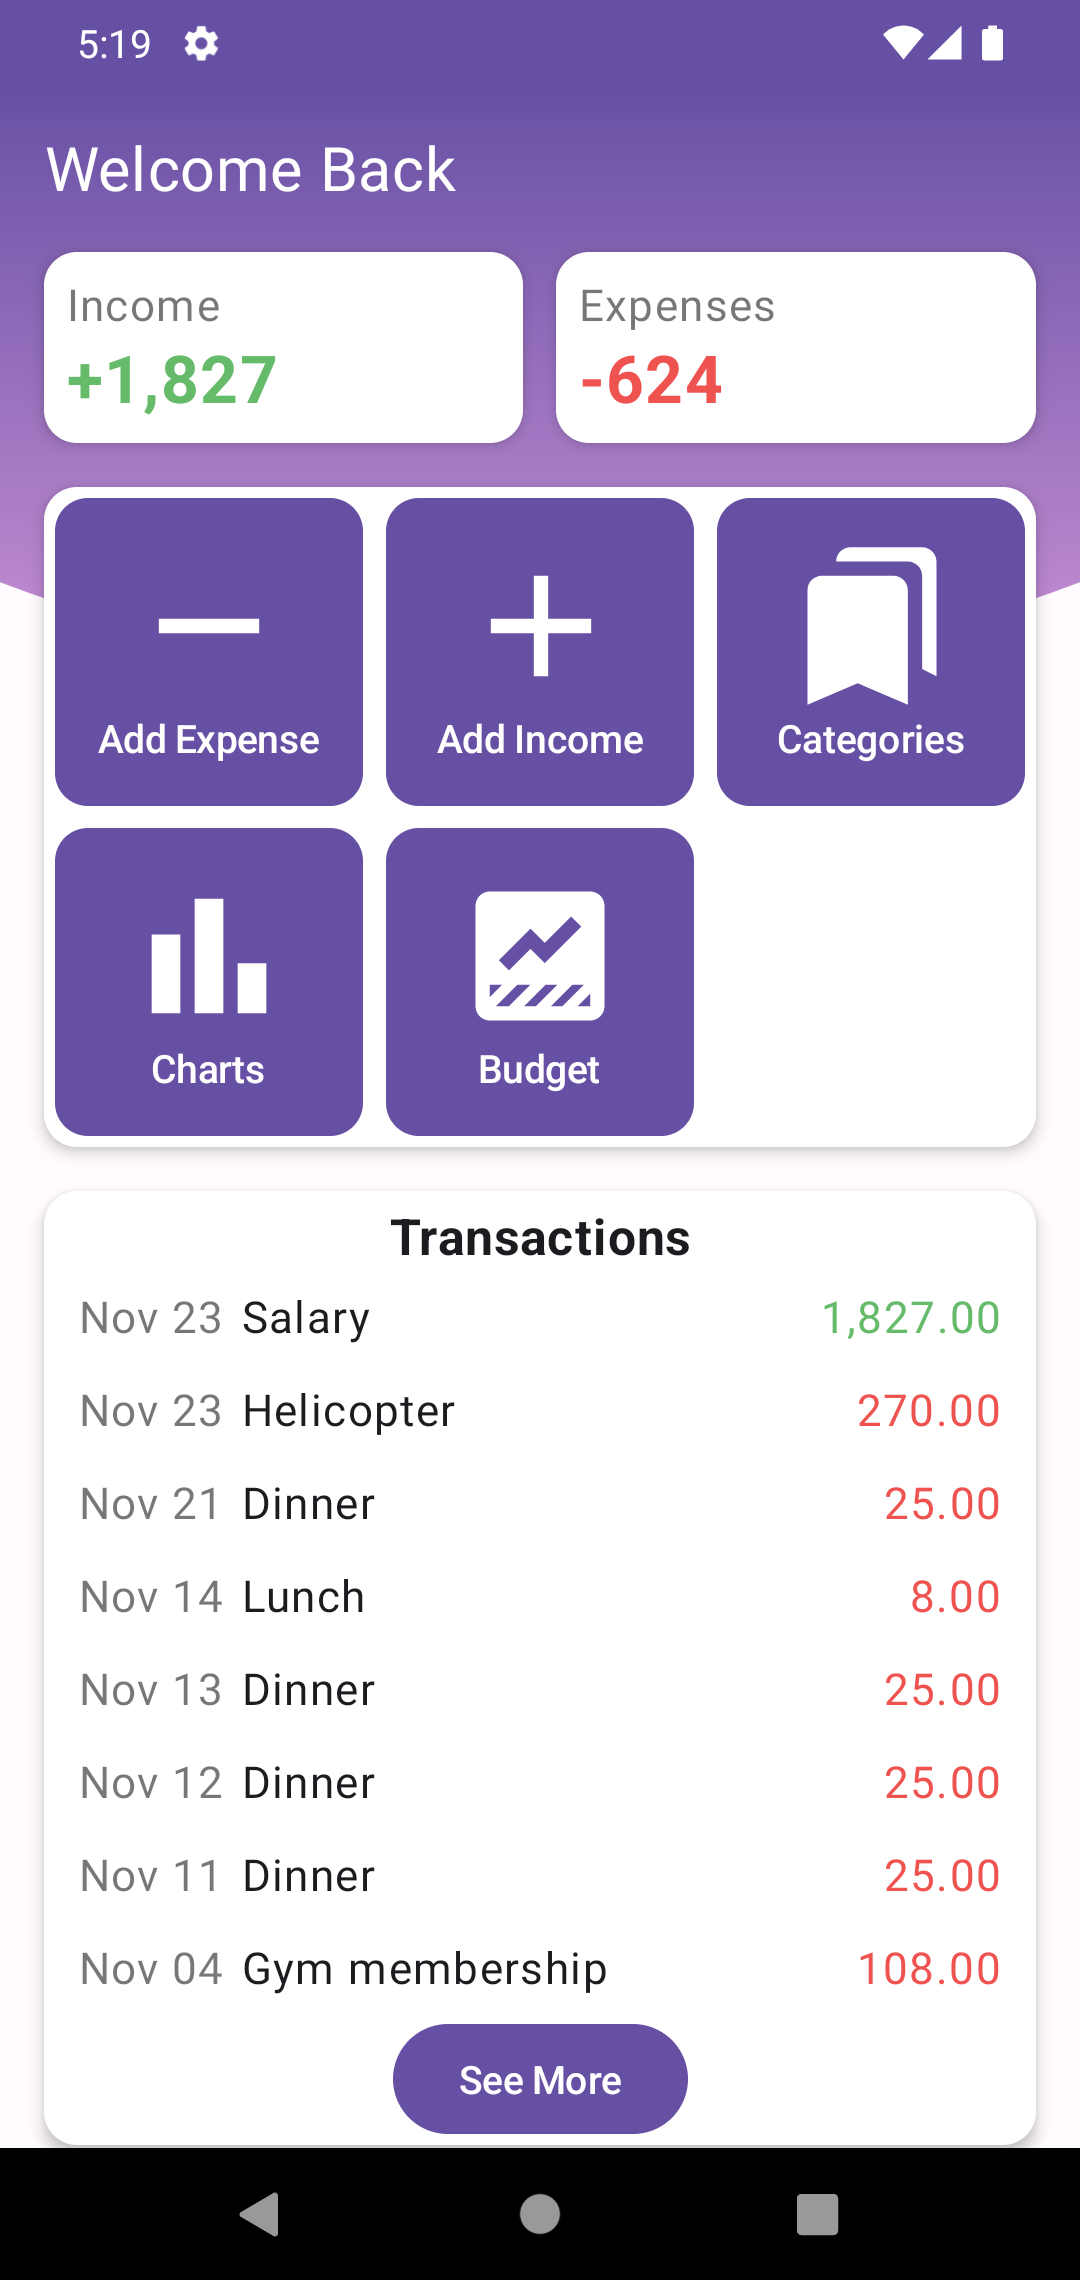 5:19
Welcome Back
Income
+1,827
Expenses
-624
Add Expense
Add Income
Categories
Charts
Budget
Transactions
Nov 23 Salary 1,827.00
Nov 23 Helicopter 270.00
Nov 21 Dinner 25.00
Nov 14 Lunch 8.00
Nov 13 Dinner 25.00
Nov 12 Dinner 25.00
Nov 11 Dinner 25.00
Nov 04 Gym membership 108.00
See More